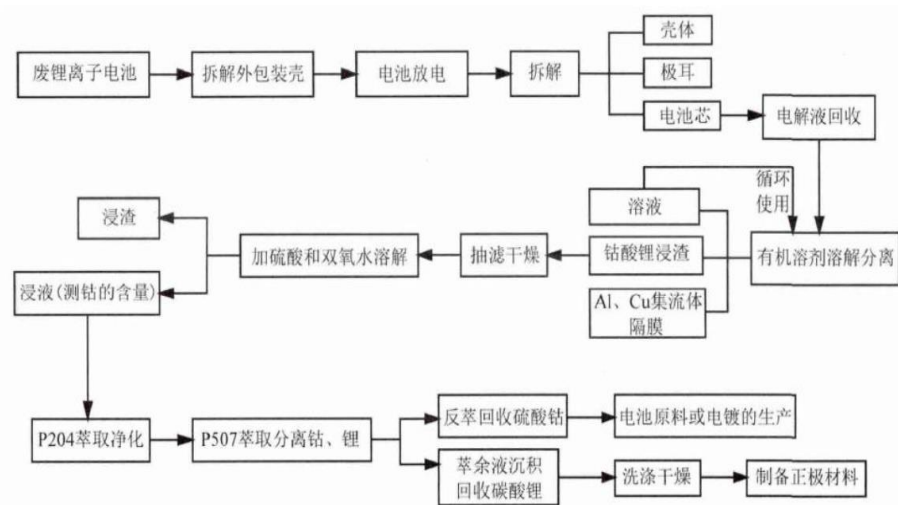 废锂离子电池
拆解外包装壳
电池放电
拆解
壳体
极耳
电池芯
电解液回收
循环
使用
溶液
有机溶剂溶解分离
钴酸锂浸渣
Al、Cu集流体
隔膜
抽滤干燥
加硫酸和双氧水溶解
浸渣
浸液(测钴的含量)
P204萃取净化
P507萃取分离钴、锂
反萃回收硫酸钴
电池原料或电镀的生产
萃余液沉积
回收碳酸锂
洗涤干燥
制备正极材料